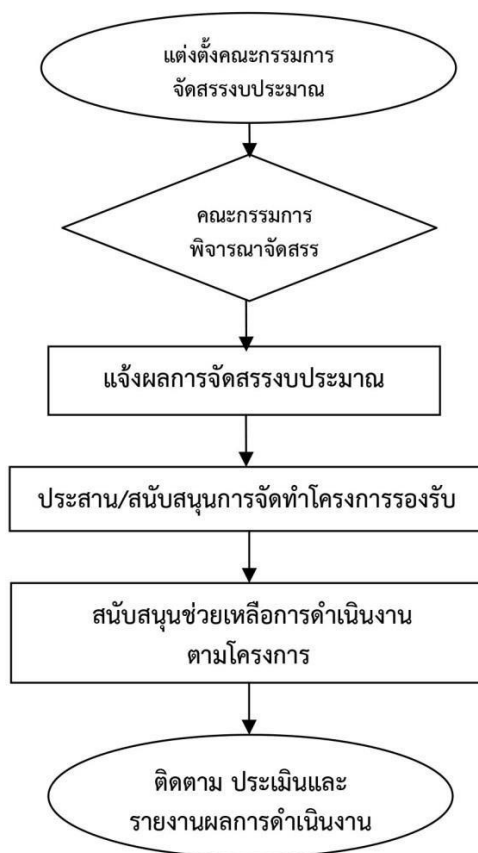 แต่งตั้งคณะกรรมการ
จัดสรรงบประมาณ
คณะกรรมการ
พิจารณาจัดสรร
แจ้งผลการจัดสรรงบประมาณ
ประสาน/สนับสนุนการจัดทำโครงการรองรับ
สนับสนุนช่วยเหลือการดำเนินงาน
ตามโครงการ
ติดตาม ประเมินและ
รายงานผลการดำเนินงาน